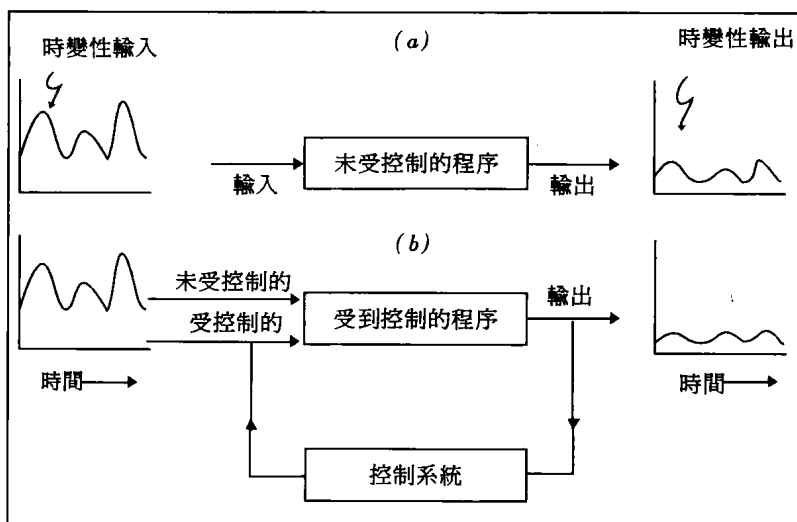 時變性輸入
(a)
時變性輸出
輸入
未受控制的程序
輸出
(b)
未受控制的
受控制的
受到控制的程序
輸出
時間
時間
控制系統